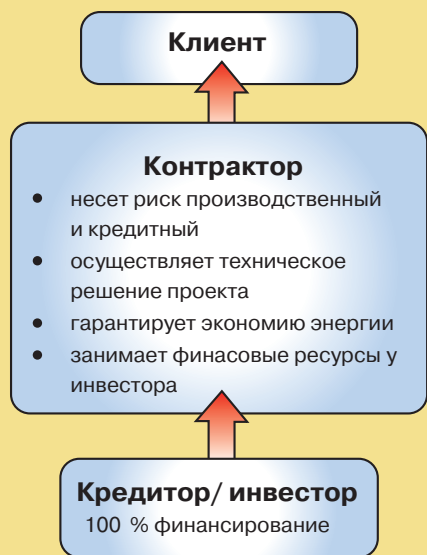 Клиент
Контрактор
• несет риск производственный
и кредитный
• осуществляет техническое
решение проекта
• гарантирует экономию энергии
• занимает финасовые ресурсы у
инвестора
Кредитор/ инвестор
100 % финансирование